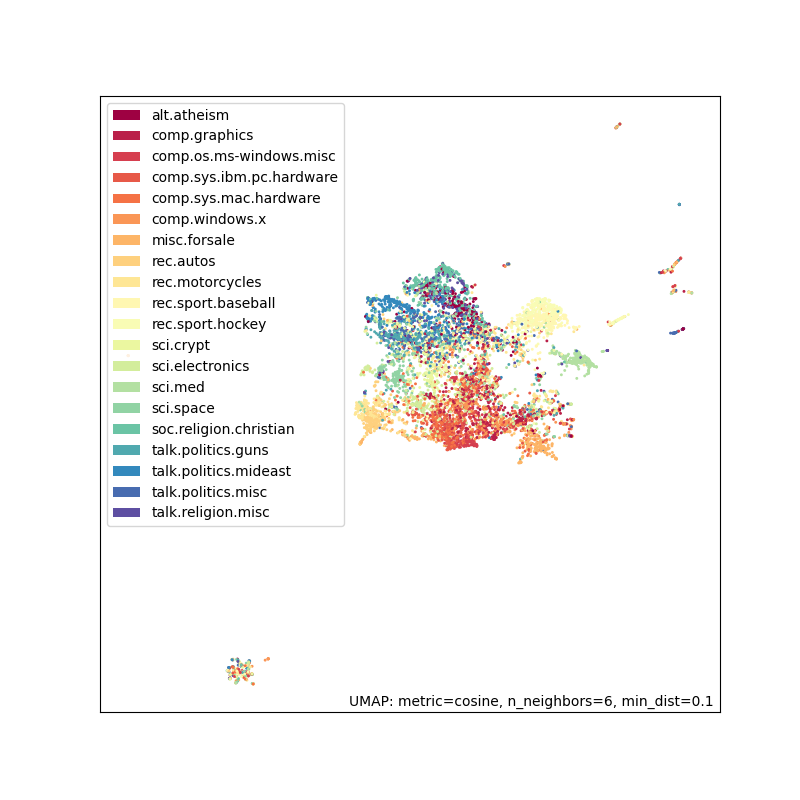 alt.atheism
comp.graphics
comp.os.ms-windows.misc
comp.sys.ibm.pc.hardware
comp.sys.mac.hardware
comp.windows.x
misc.forsale
rec.autos
rec.motorcycles
rec.sport.baseball
rec.sport.hockey
sci.crypt
sci.electronics
sci.med
sci.space
soc.religion.christian
talk.politics.guns
talk.politics.mideast
talk.politics.misc
talk.religion.misc
UMAP: metric=cosine, n_neighbors=6, min_dist=0.1